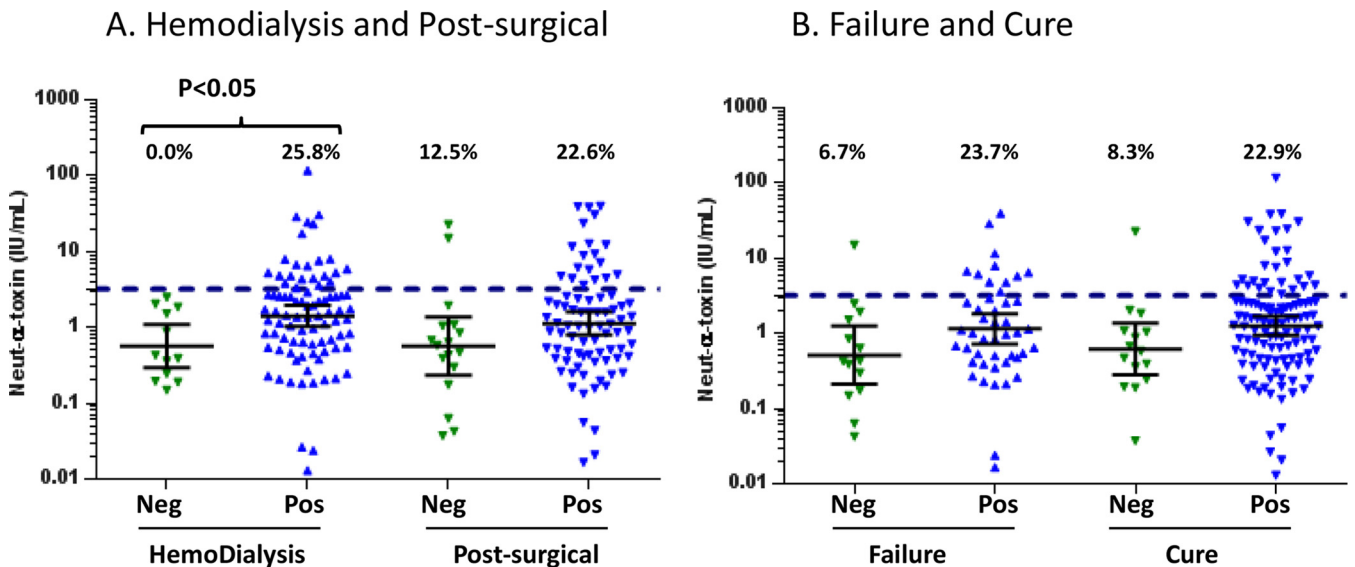 A. Hemodialysis and Post-surgical
P<0.05
0.0% 25.8% 12.5% 22.6%
Neut-α-toxin (IU/mL)
1000
100
10
1
0.1
0.01
Neg Pos Neg Pos
HemoDialysis Post-surgical
B. Failure and Cure
6.7% 23.7% 8.3% 22.9%
Neut-α-toxin (IU/mL)
1000
100
10
1
0.1
0.01
Neg Pos Neg Pos
Failure Cure